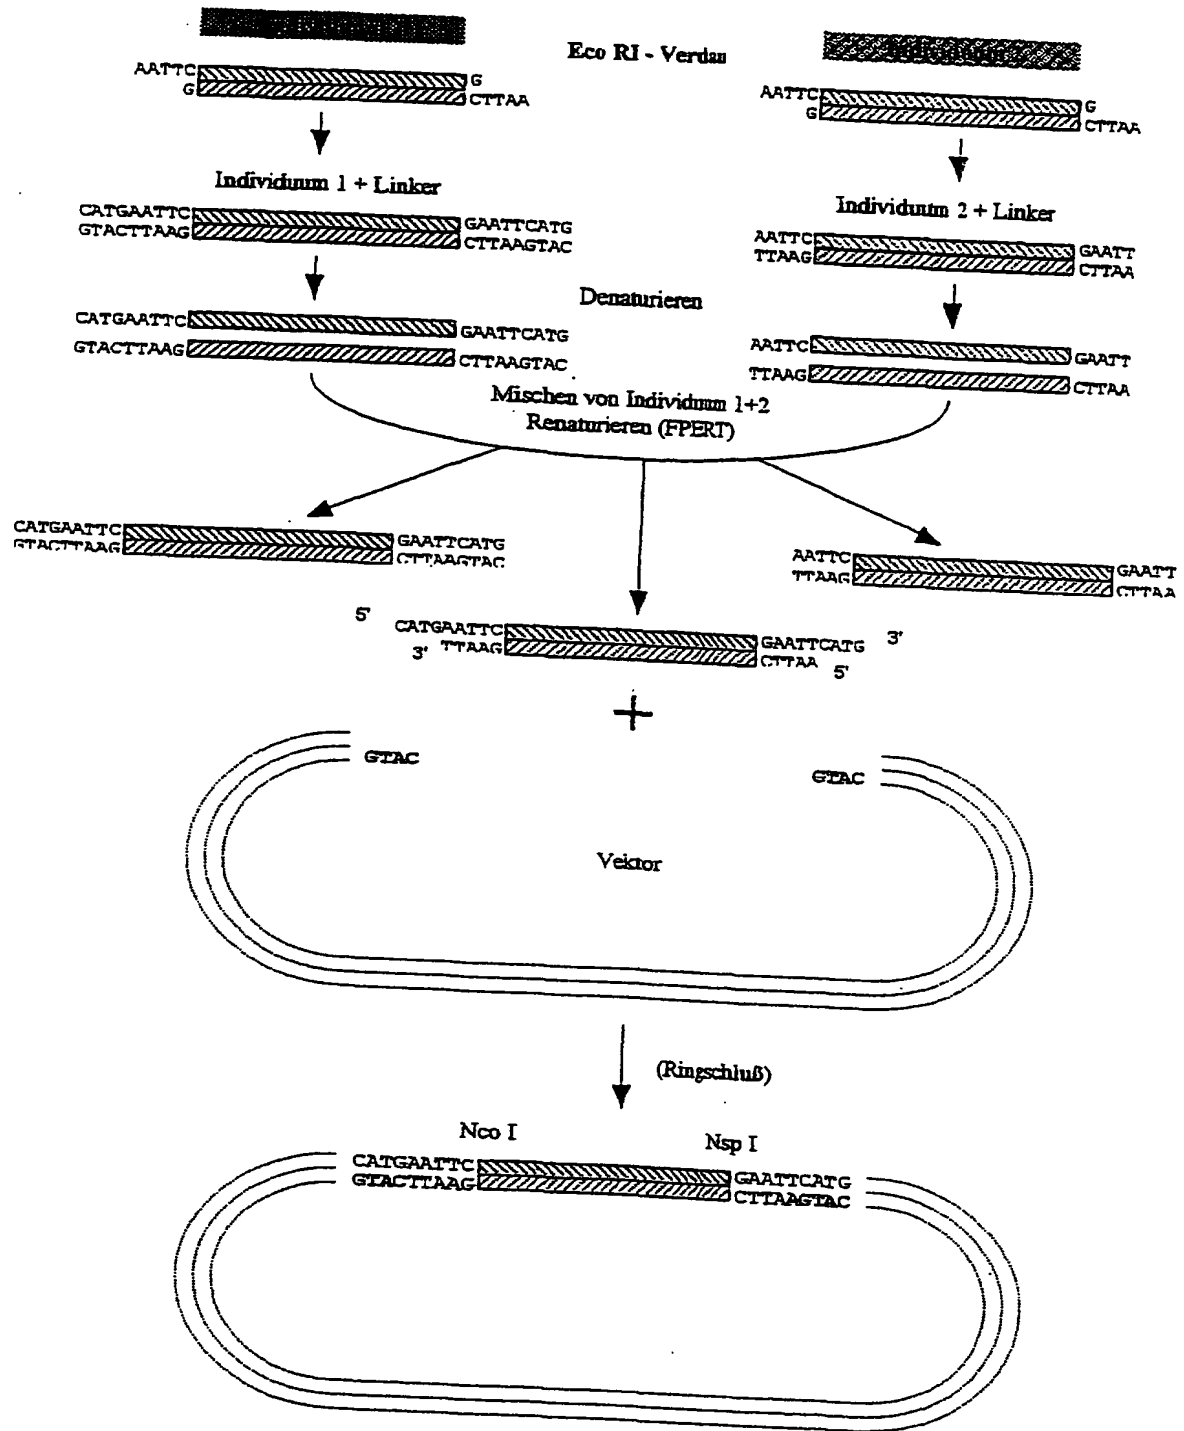 Eco RI - Verdau
AATTC G
G CTTAA
AATTC G
G CTTAA
Individuum 1 + Linker
CATGAATTC GAATTCATG
GTACTTAAG CTTAAGTAC
Individuum 2 + Linker
AATTC GAATT
TTAAG CTTAA
Denaturieren
CATGAATTC GAATTCATG
GTACTTAAG CTTAAGTAC
AATTC GAATT
TTAAG CTTAA
Mischen von Individuum 1+2
Renaturieren (FPERT)
CATGAATTC GAATTCATG
GTACTTAAG CTTAAGTAC
AATTC GAATT
TTAAG CTTAA
5' CATGAATTC GAATTCATG 3'
3' TTAAG CTTAA 5'
+
GTAC GTAC
Vektor
(Ringschluß)
Nco I Nsp I
CATGAATTC GAATTCATG
GTACTTAAG CTTAAGTAC